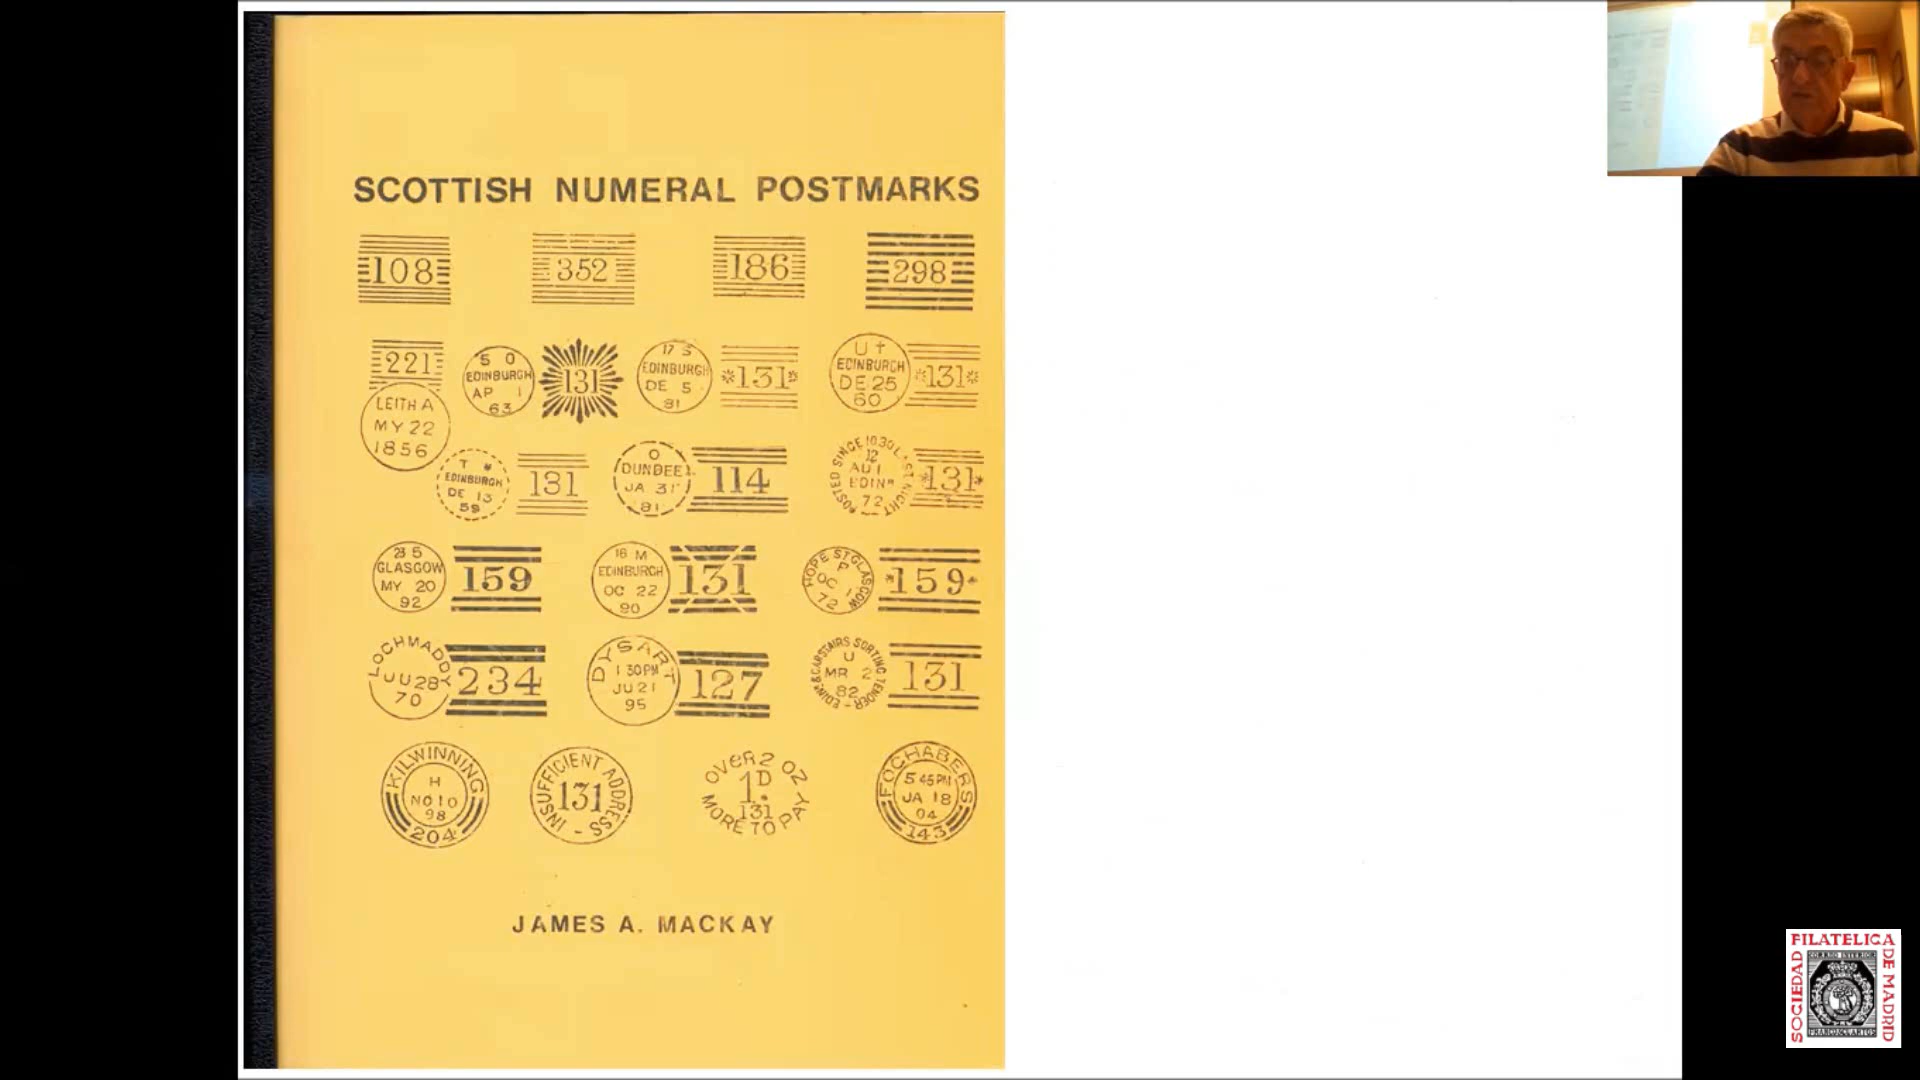 SCOTTISH NUMERAL POSTMARKS
108
352
186
298
221
LEITH A
MY 22
1856
5 O
EDINBURGH
AP 1
63
131
17 S
EDINBURGH
DE 5
81
*131*
U †
EDINBURGH
DE 25
60
*131*
T
EDINBURGH
DE 13
59
131
O
DUNDEE
JA 31
81
114
POSTED SINCE 10 30 LAST NIGHT
12
AU 1
EDINR
72
*131*
23 5
GLASGOW
MY 20
92
159
16 M
EDINBURGH
OC 22
90
131
HOPE ST GLASGOW
P
OC 1
72
*159*
LOCHMADDY
JU 28
70
234
DYSART
1 30PM
JU 21
95
127
EDINR & CARSTAIRS SORTING TENDER
U
MR 2
82
131
KILWINNING
H
NO 10
98
204
INSUFFICIENT ADDRESS
131
OVER 2 OZ
1D
131
MORE TO PAY
FOCHABERS
5 45PM
JA 18
04
143
JAMES A. MACKAY
SOCIEDAD
FILATELICA
DE MADRID
CORREO INTERIOR
FRANCO